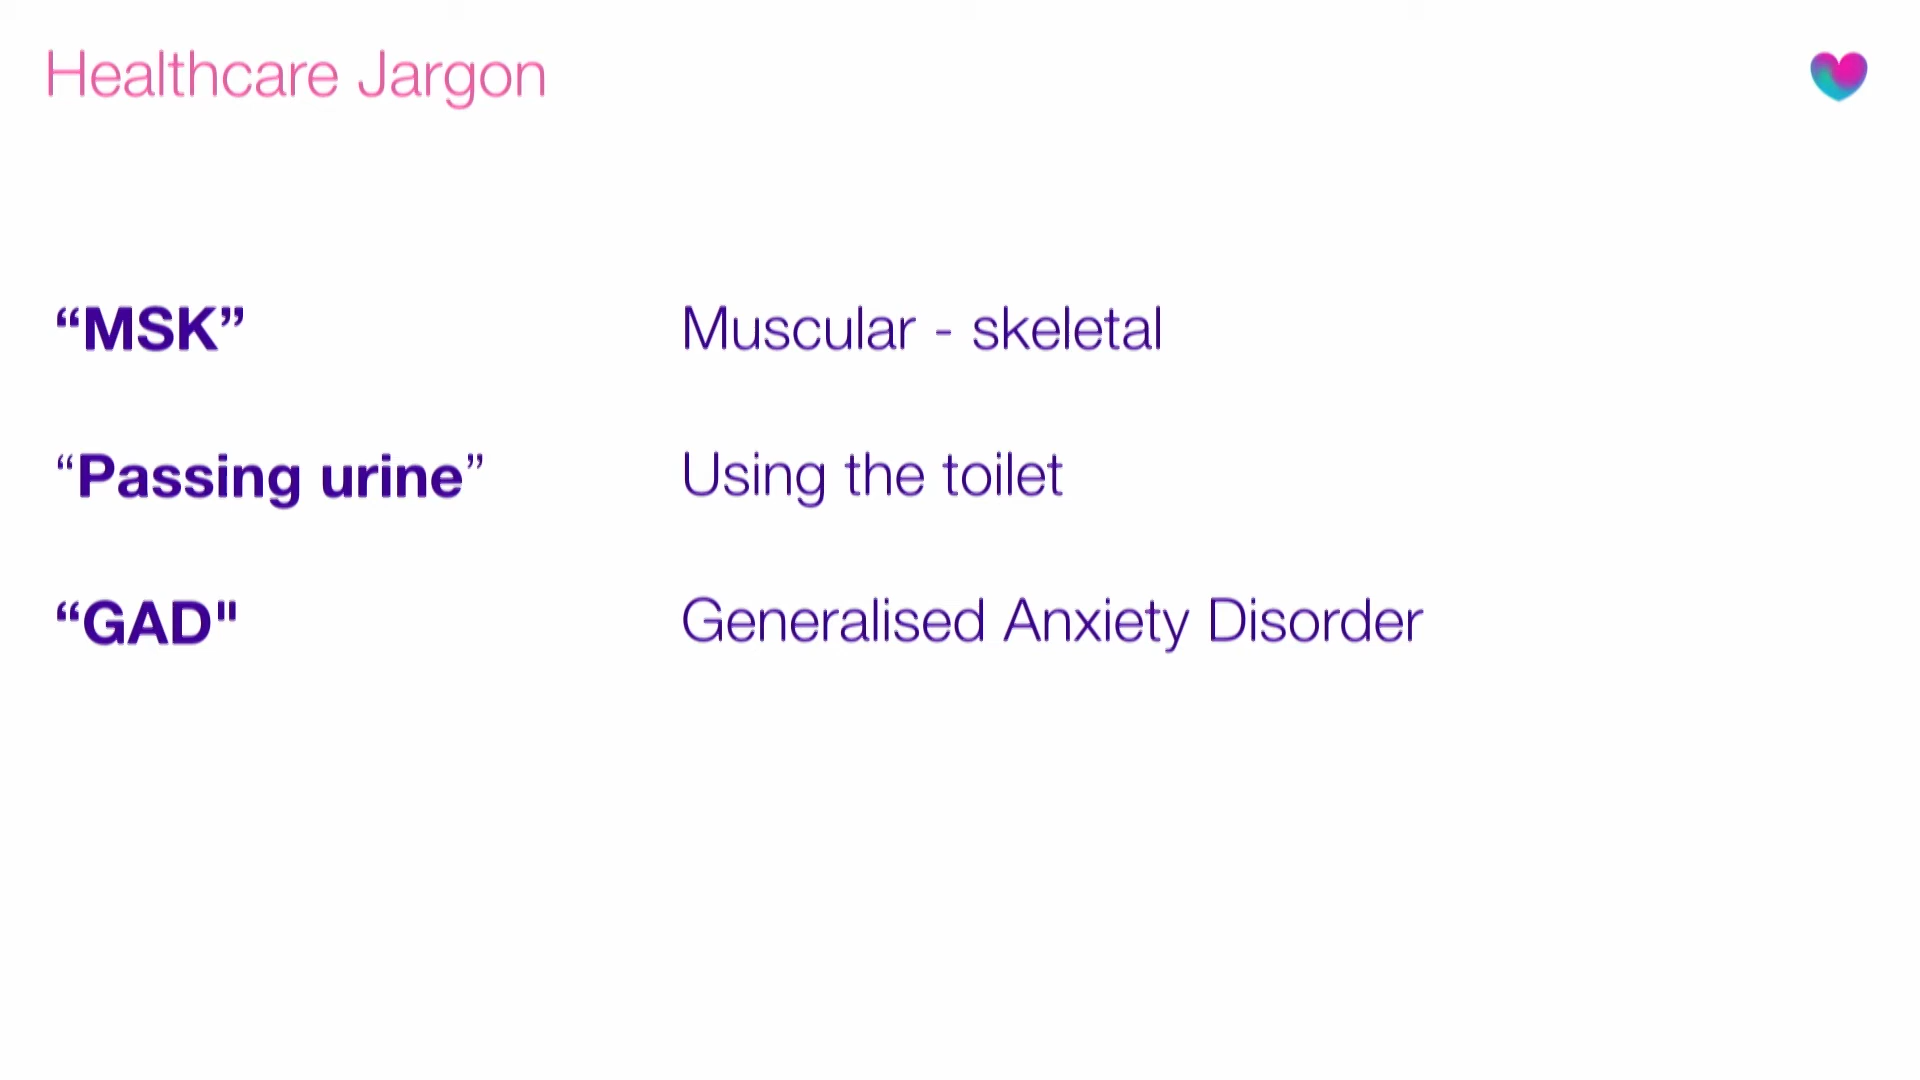 Healthcare Jargon
“MSK” Muscular - skeletal
“Passing urine” Using the toilet
“GAD" Generalised Anxiety Disorder